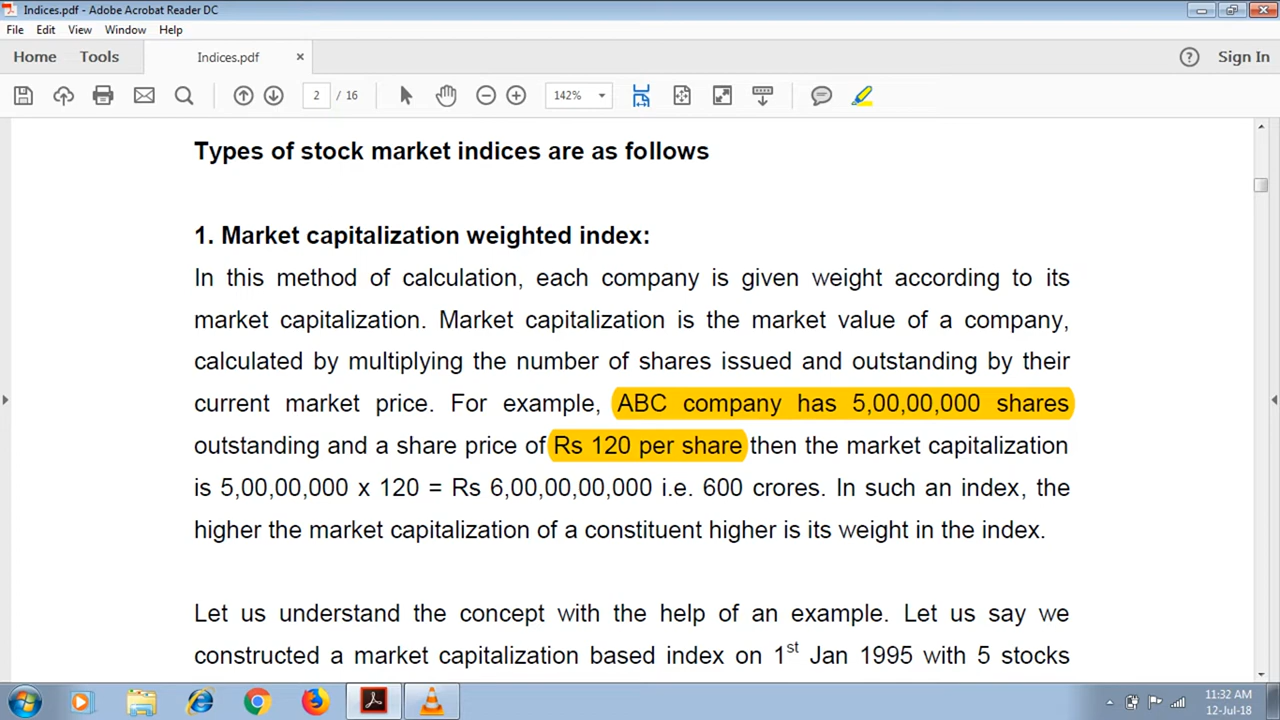 Indices.pdf - Adobe Acrobat Reader DC
File Edit View Window Help
Home Tools Indices.pdf × Sign In
2 / 16 142%
Types of stock market indices are as follows
1. Market capitalization weighted index:
In this method of calculation, each company is given weight according to its
market capitalization. Market capitalization is the market value of a company,
calculated by multiplying the number of shares issued and outstanding by their
current market price. For example, ABC company has 5,00,00,000 shares
outstanding and a share price of Rs 120 per share then the market capitalization
is 5,00,00,000 x 120 = Rs 6,00,00,00,000 i.e. 600 crores. In such an index, the
higher the market capitalization of a constituent higher is its weight in the index.
Let us understand the concept with the help of an example. Let us say we
constructed a market capitalization based index on 1st Jan 1995 with 5 stocks
11:32 AM
12-Jul-18